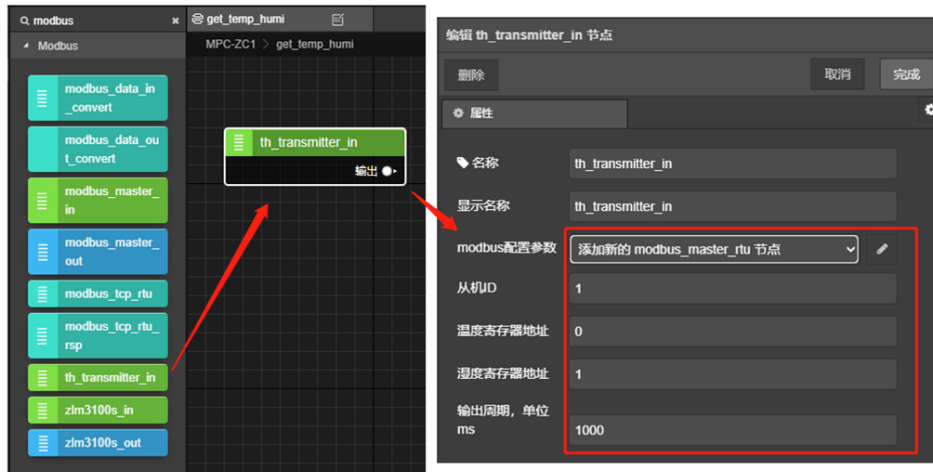 modbus
×
Modbus
modbus_data_in
_convert
modbus_data_ou
t_convert
modbus_master_
in
modbus_master_
out
modbus_tcp_rtu
modbus_tcp_rtu_
rsp
th_transmitter_in
zlm3100s_in
zlm3100s_out
get_temp_humi
MPC-ZC1 > get_temp_humi
th_transmitter_in
输出
编辑 th_transmitter_in 节点
删除
取消
完成
属性
名称
th_transmitter_in
显示名称
th_transmitter_in
modbus配置参数
添加新的 modbus_master_rtu 节点
从机ID
1
温度寄存器地址
0
湿度寄存器地址
1
输出周期，单位
ms
1000